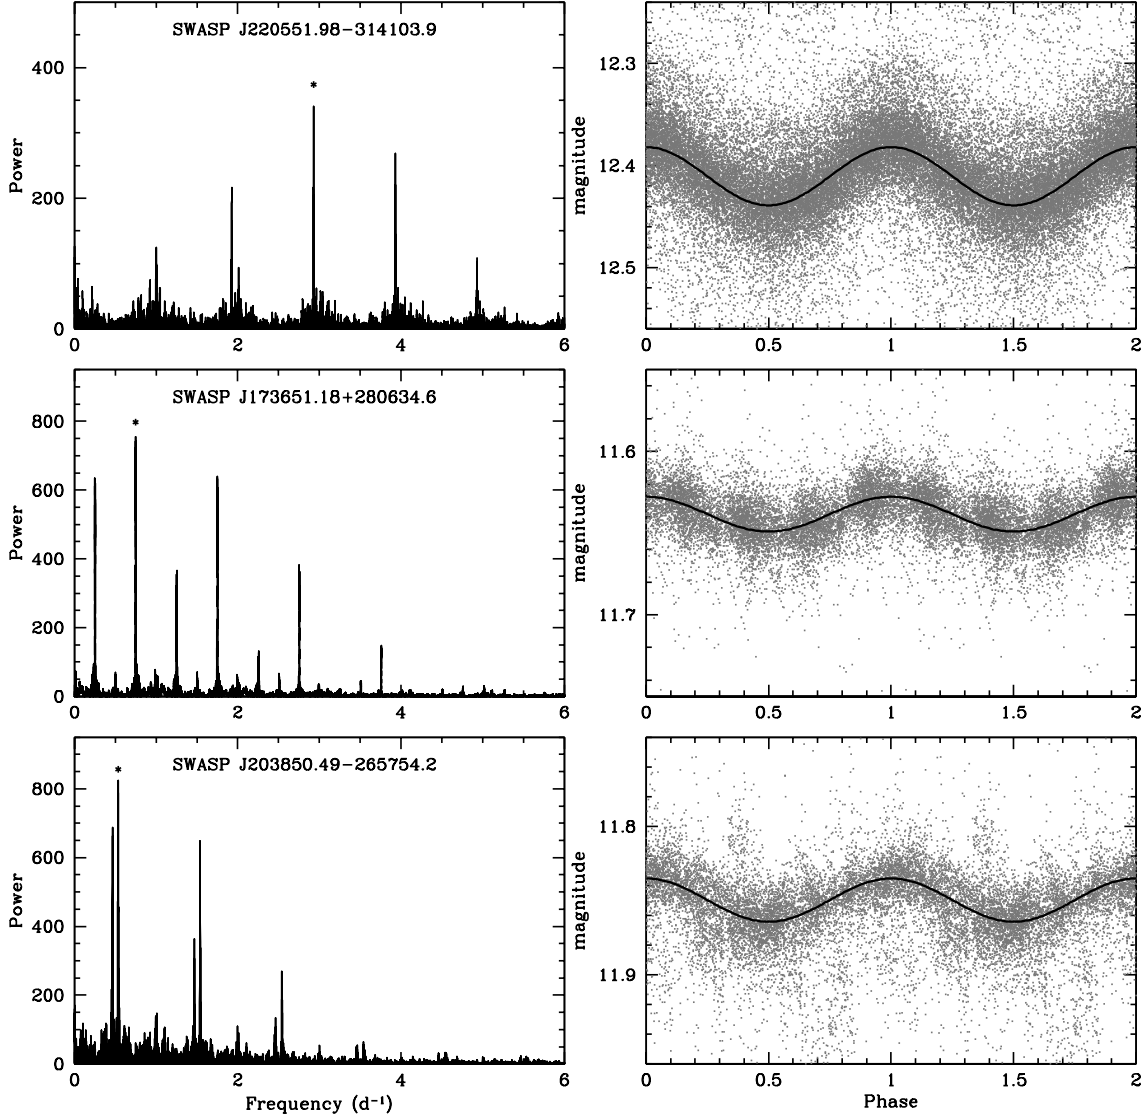 SWASP J220551.98−314103.9
*
400
200
0
Power
0 2 4 6
magnitude
12.3
12.4
12.5
0 0.5 1 1.5 2
SWASP J173651.18+280634.6
*
800
600
400
200
0
Power
0 2 4 6
magnitude
11.6
11.7
0 0.5 1 1.5 2
SWASP J203850.49−265754.2
*
800
600
400
200
0
Power
0 2 4 6
Frequency (d⁻¹)
magnitude
11.8
11.9
0 0.5 1 1.5 2
Phase